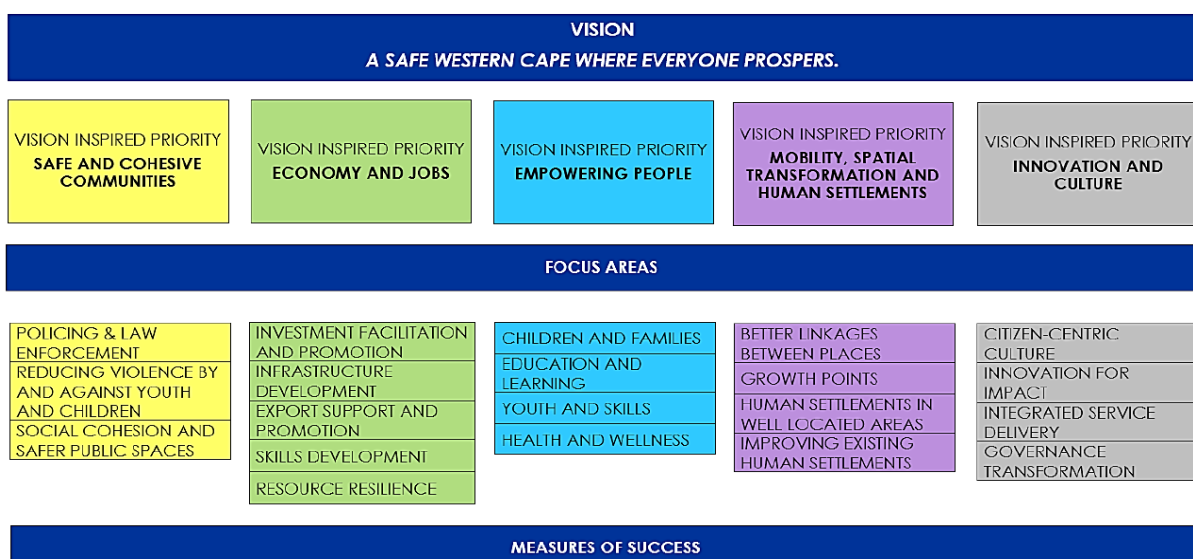 VISION
A SAFE WESTERN CAPE WHERE EVERYONE PROSPERS.
VISION INSPIRED PRIORITY
SAFE AND COHESIVE
COMMUNITIES
VISION INSPIRED PRIORITY
ECONOMY AND JOBS
VISION INSPIRED PRIORITY
EMPOWERING PEOPLE
VISION INSPIRED PRIORITY
MOBILITY, SPATIAL
TRANSFORMATION AND
HUMAN SETTLEMENTS
VISION INSPIRED PRIORITY
INNOVATION AND
CULTURE
FOCUS AREAS
POLICING & LAW
ENFORCEMENT
REDUCING VIOLENCE BY
AND AGAINST YOUTH
AND CHILDREN
SOCIAL COHESION AND
SAFER PUBLIC SPACES
INVESTMENT FACILITATION
AND PROMOTION
INFRASTRUCTURE
DEVELOPMENT
EXPORT SUPPORT AND
PROMOTION
SKILLS DEVELOPMENT
RESOURCE RESILIENCE
CHILDREN AND FAMILIES
EDUCATION AND
LEARNING
YOUTH AND SKILLS
HEALTH AND WELLNESS
BETTER LINKAGES
BETWEEN PLACES
GROWTH POINTS
HUMAN SETTLEMENTS IN
WELL LOCATED AREAS
IMPROVING EXISTING
HUMAN SETTLEMENTS
CITIZEN-CENTRIC
CULTURE
INNOVATION FOR
IMPACT
INTEGRATED SERVICE
DELIVERY
GOVERNANCE
TRANSFORMATION
MEASURES OF SUCCESS